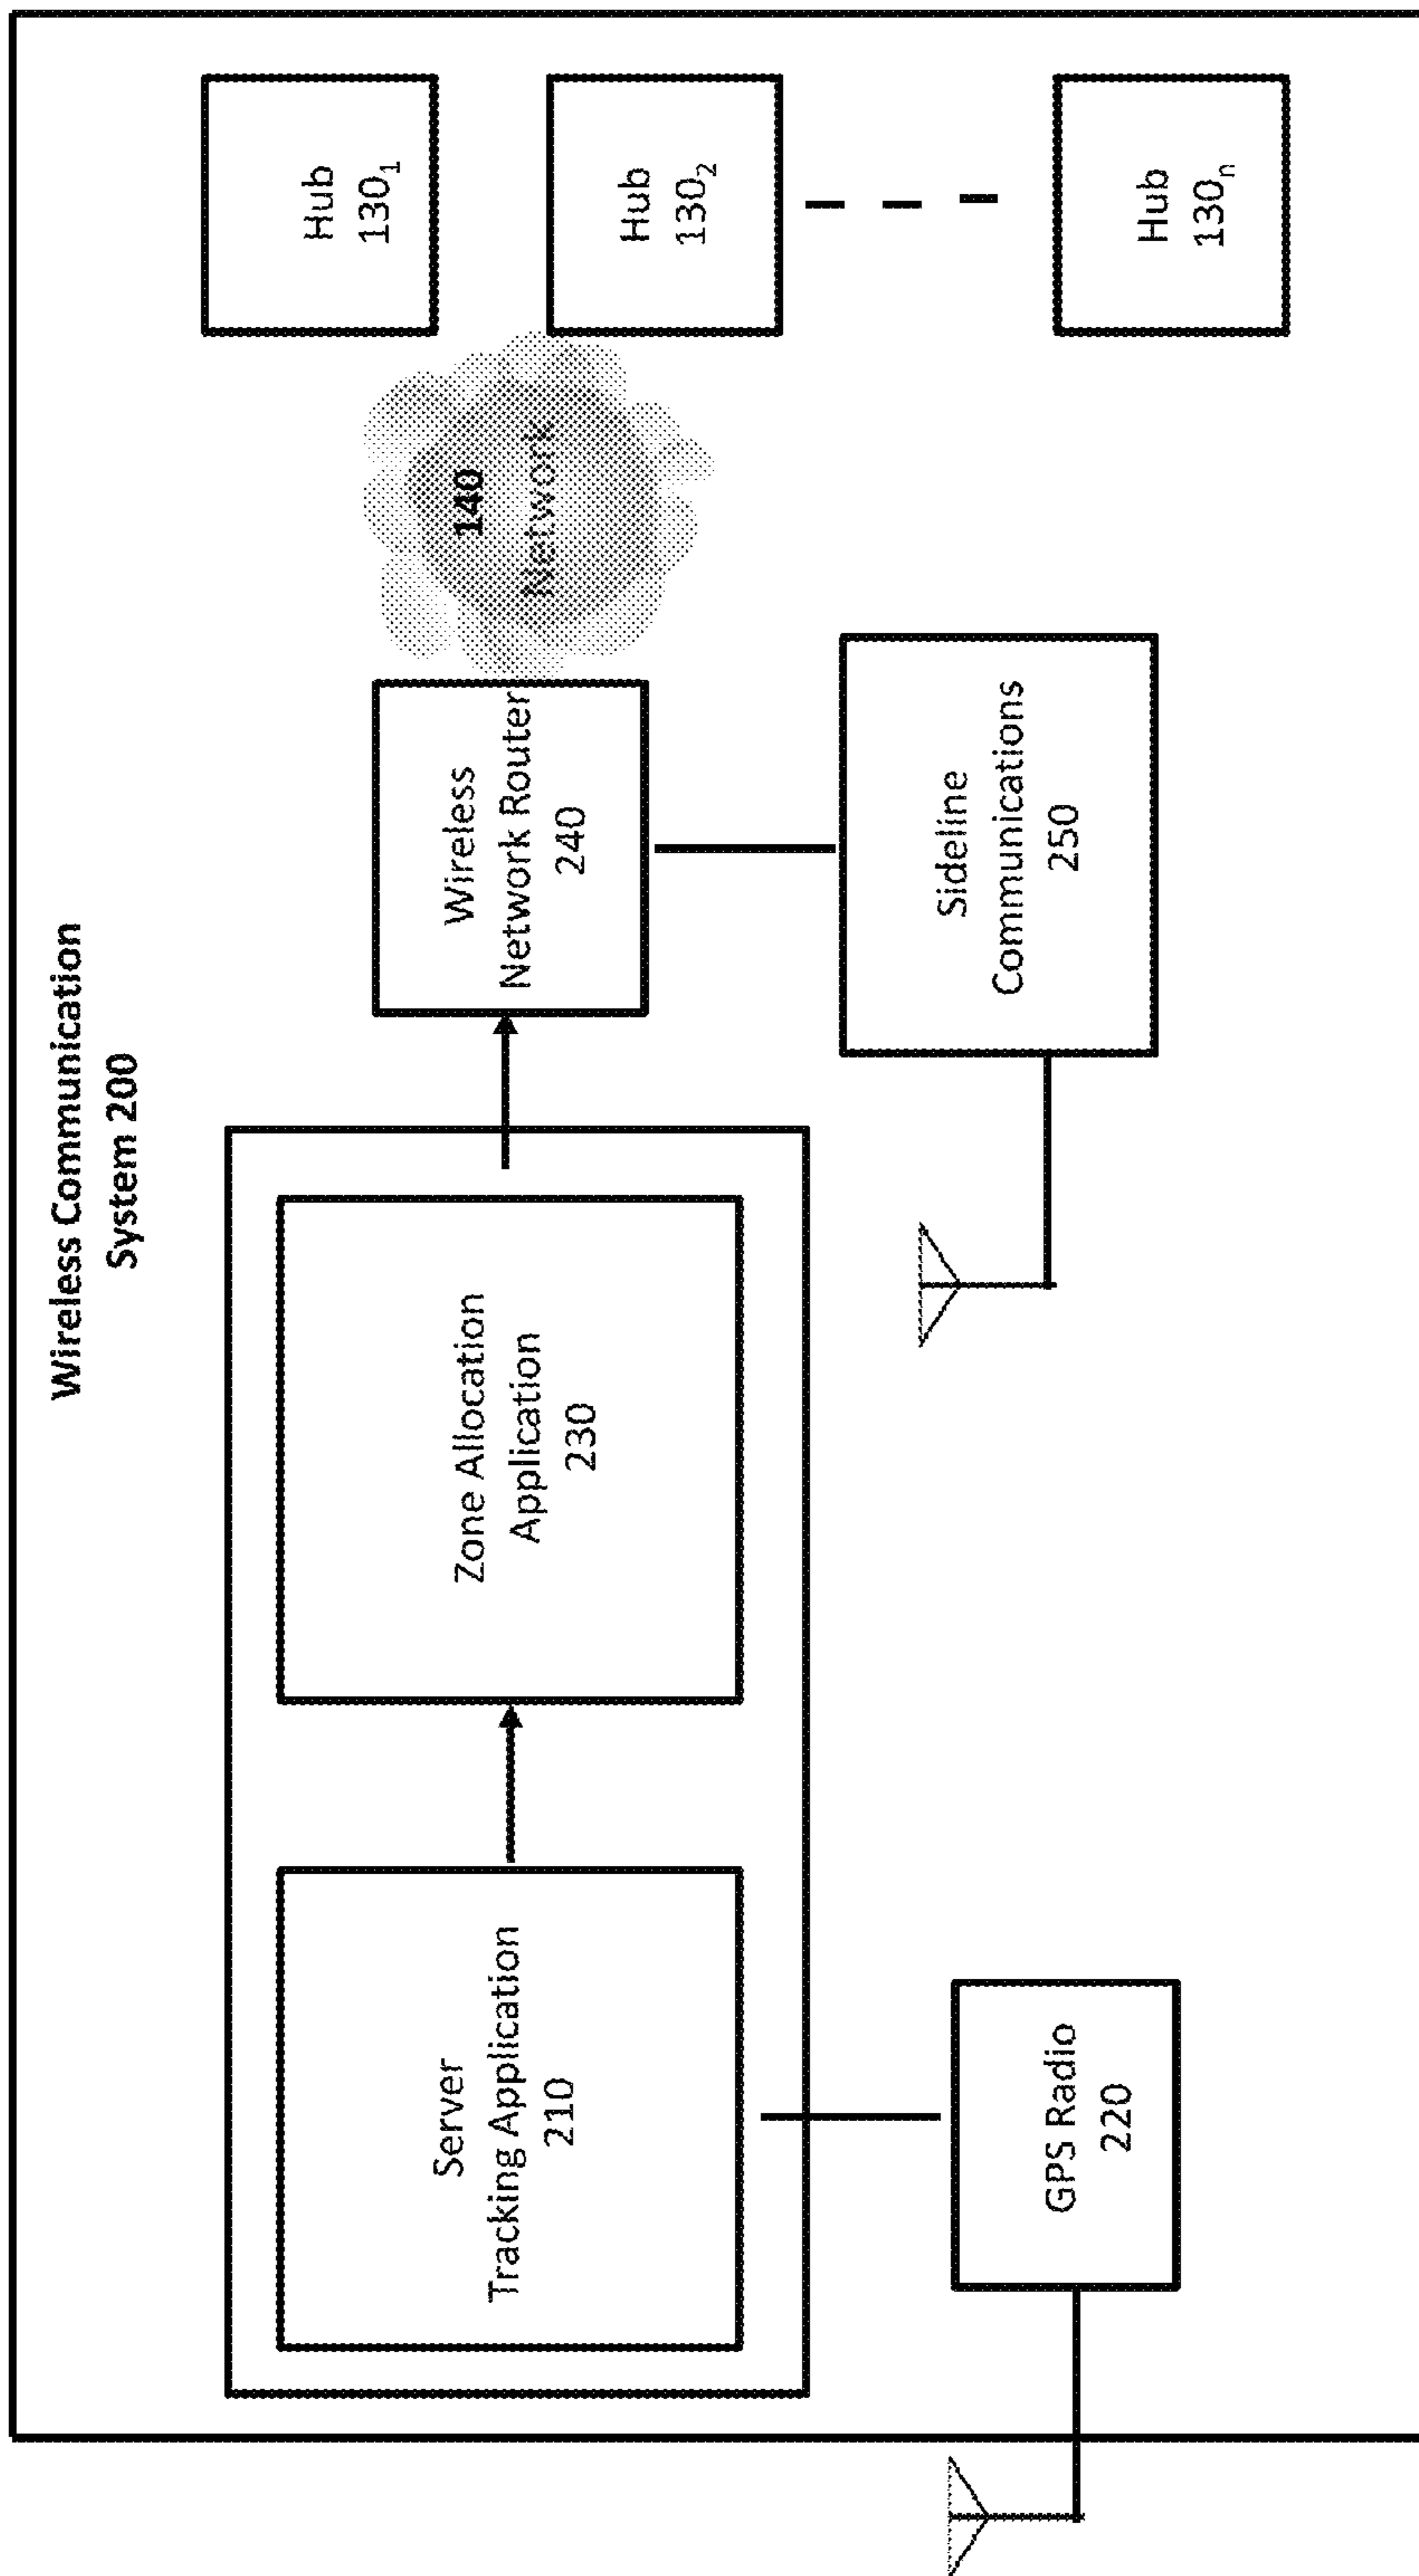 Wireless Communication
System 200
Server
Tracking Application
210
Zone Allocation
Application
230
Wireless
Network Router
240
140
Network
Hub
130₁
Hub
130₂
Hub
130ₙ
GPS Radio
220
Sideline
Communications
250